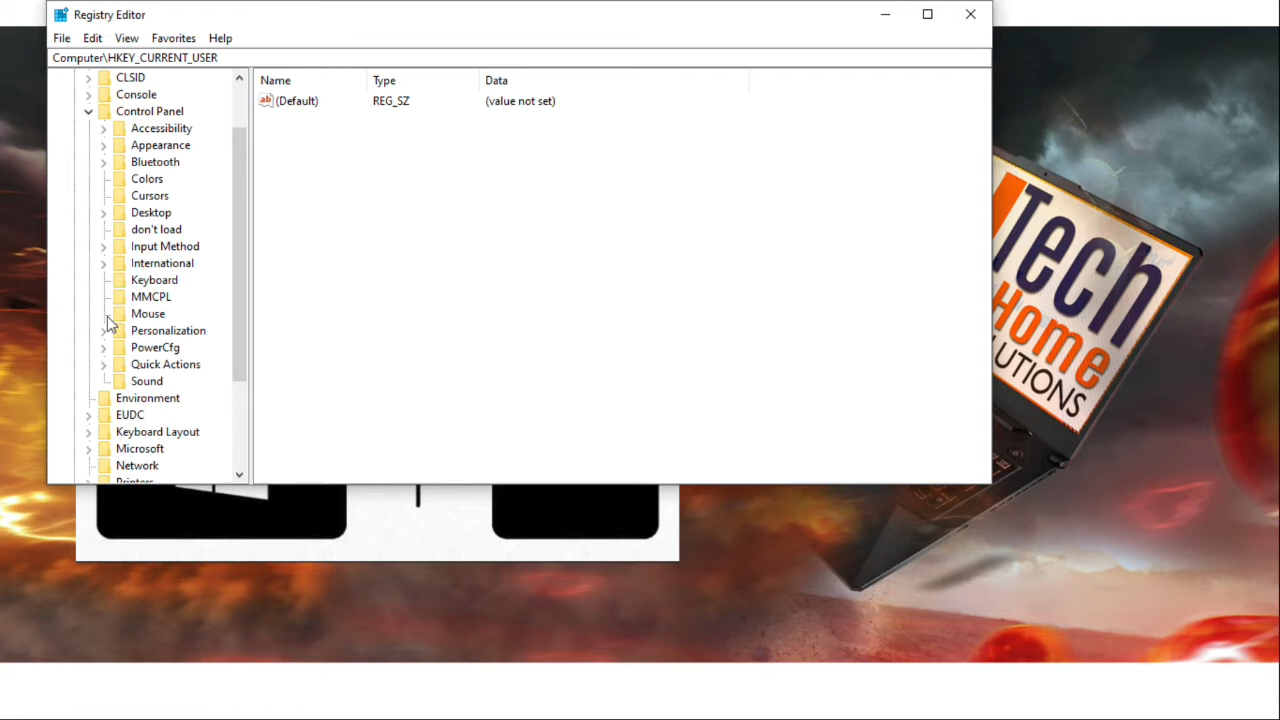 Registry Editor
File Edit View Favorites Help
Computer\HKEY_CURRENT_USER
Name Type Data
(Default) REG_SZ (value not set)
CLSID
Console
Control Panel
Accessibility
Appearance
Bluetooth
Colors
Cursors
Desktop
don't load
Input Method
International
Keyboard
MMCPL
Mouse
Personalization
PowerCfg
Quick Actions
Sound
Environment
EUDC
Keyboard Layout
Microsoft
Network
Printers
Tech
Home